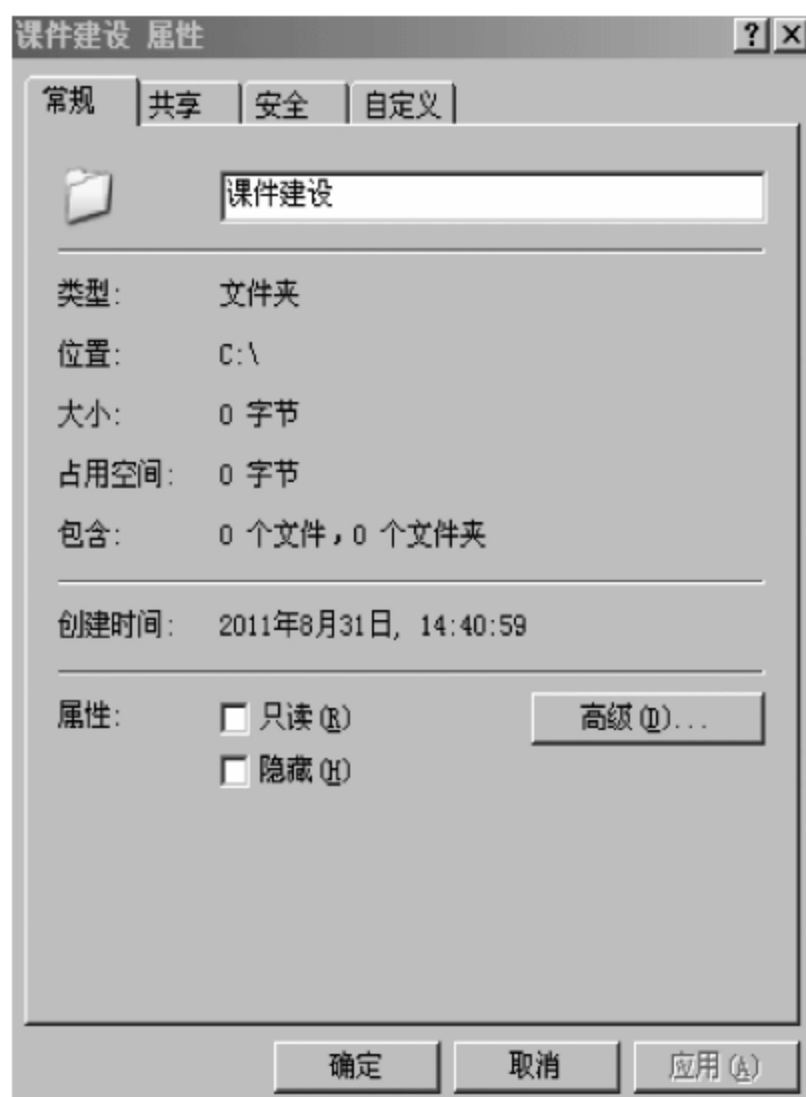 课件建设 属性
常规 共享 安全 自定义
课件建设
类型: 文件夹
位置: C:\
大小: 0 字节
占用空间: 0 字节
包含: 0 个文件,0 个文件夹
创建时间: 2011年8月31日, 14:40:59
属性: 只读(R) 高级(D)...
隐藏(H)
确定 取消 应用(A)